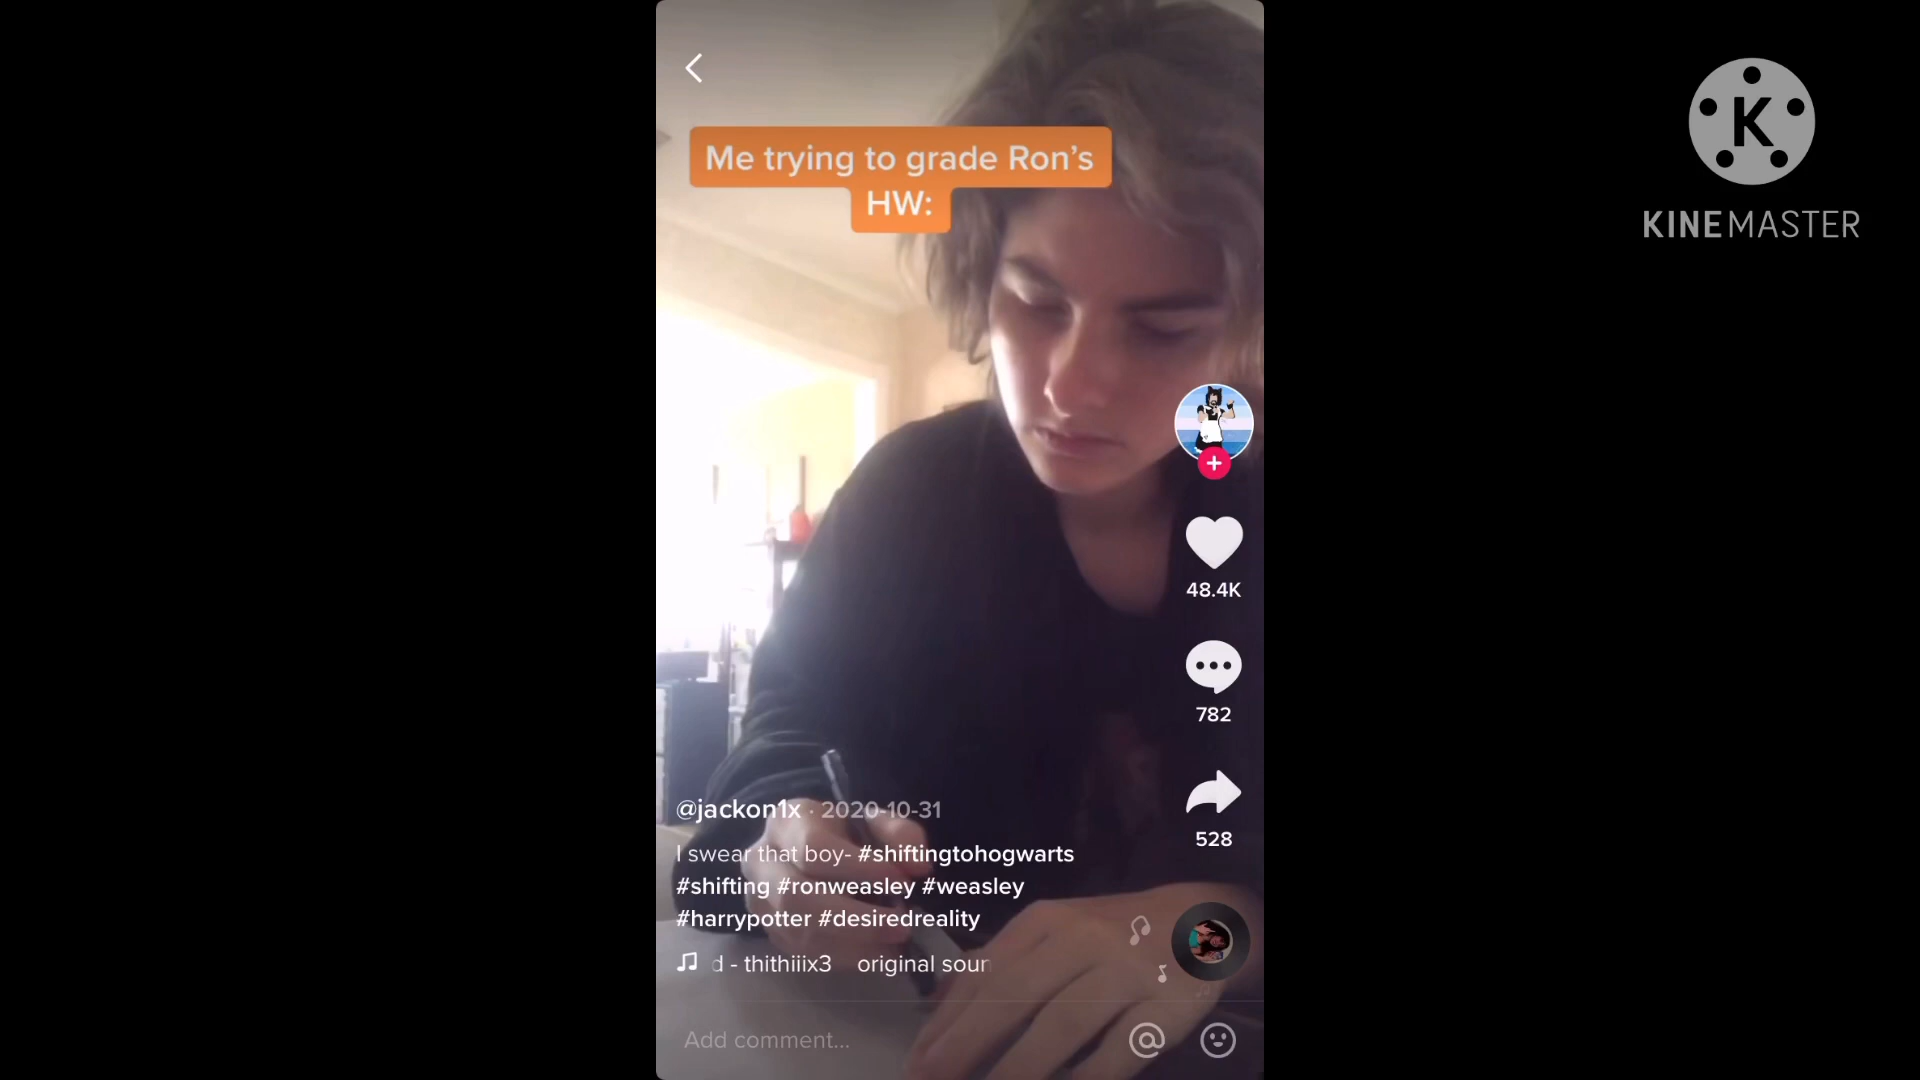 Me trying to grade Ron's
HW:
K
KINEMASTER
48.4K
782
528
@jackon1x · 2020-10-31
I swear that boy- #shiftingtohogwarts
#shifting #ronweasley #weasley
#harrypotter #desiredreality
d - thithiiix3 original soun
Add comment...